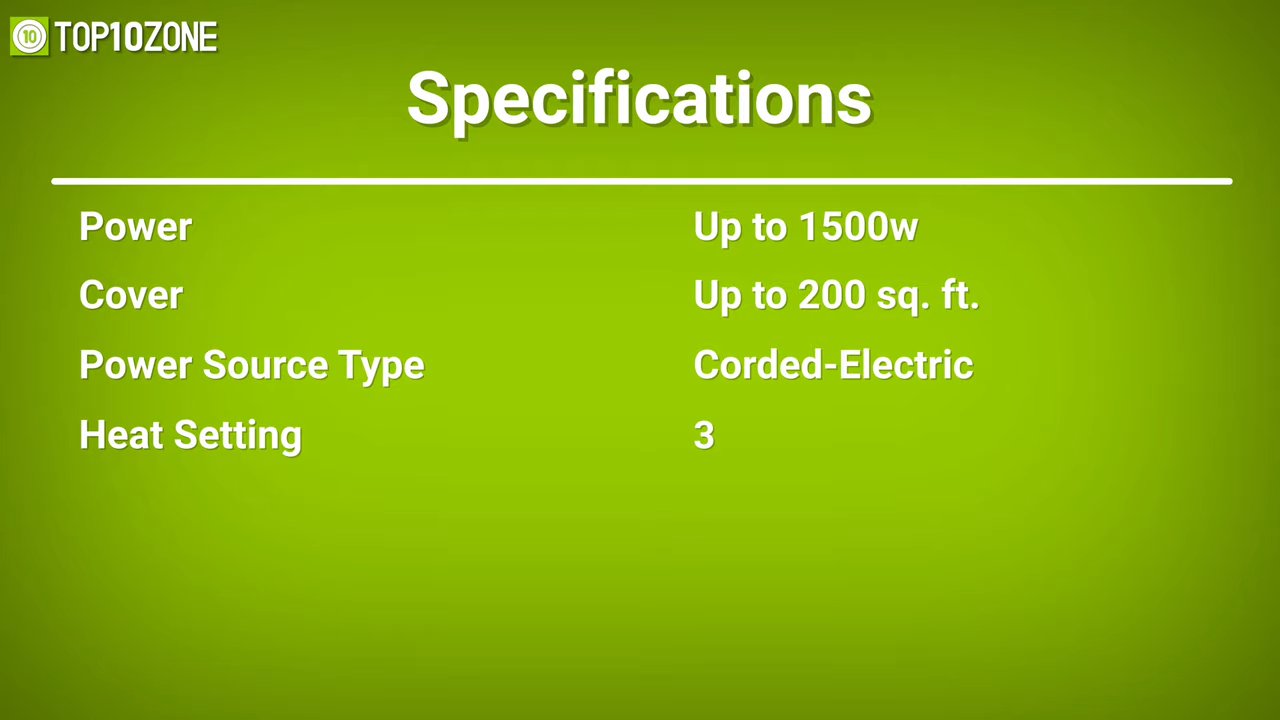 TOP10ZONE
Specifications
Power Up to 1500w
Cover Up to 200 sq. ft.
Power Source Type Corded-Electric
Heat Setting 3